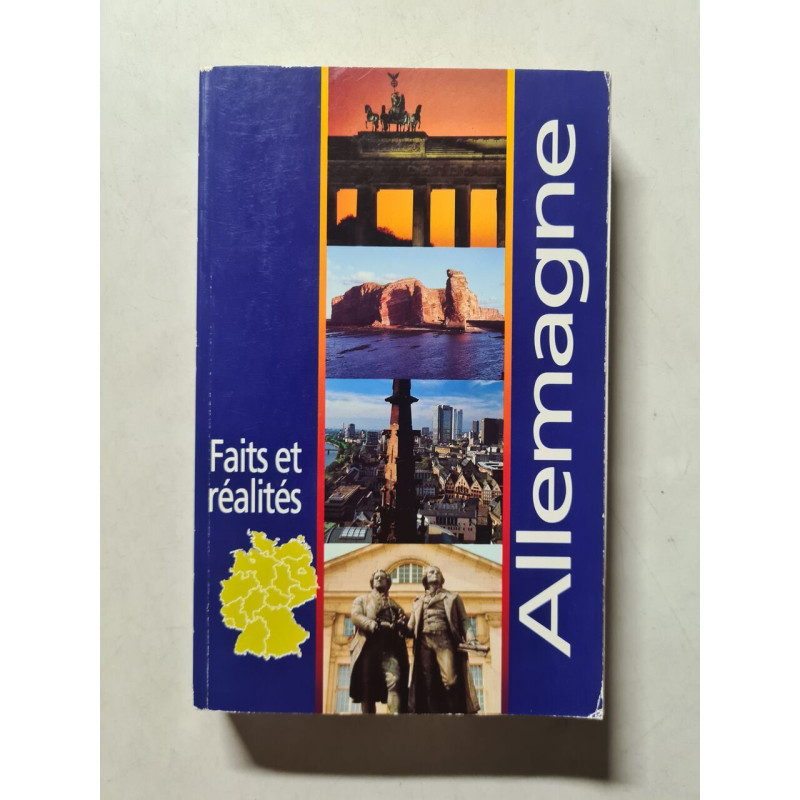 Faits et
réalités
Allemagne